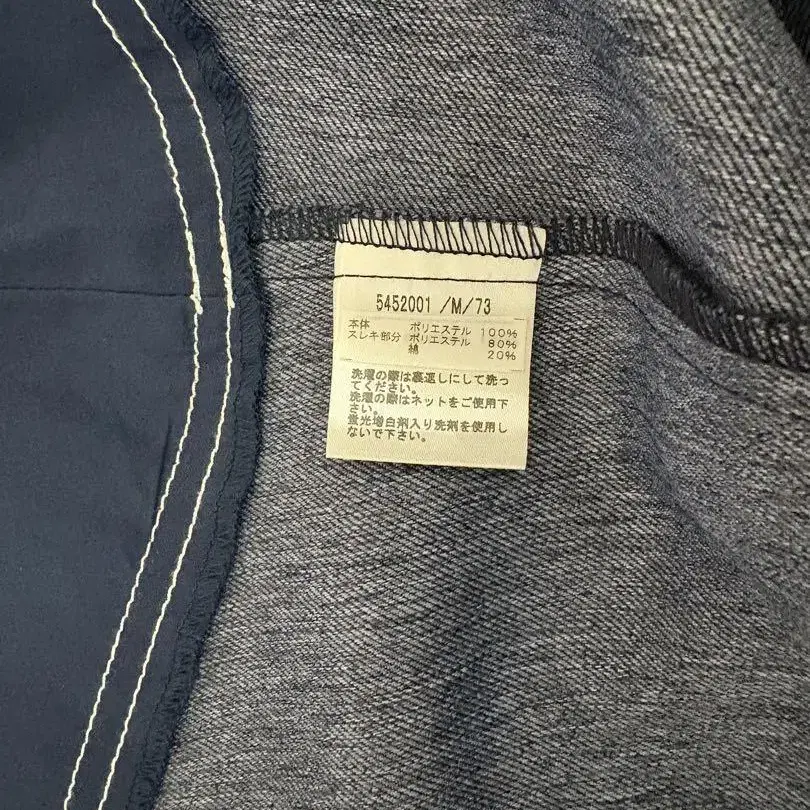 5452001 /M/73
本体 ポリエステル 100%
スレキ部分 ポリエステル 80%
綿 20%
洗濯の際は裏返しにして洗っ
てください。
洗濯の際はネットをご使用下
さい。
蛍光増白剤入り洗剤を使用し
ないで下さい。